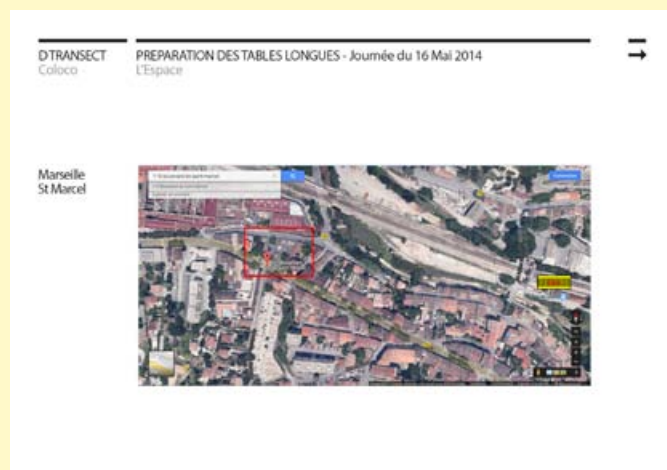 D TRANSECT
Coloco
PREPARATION DES TABLES LONGUES - Journée du 16 Mai 2014
L'Espace
Marseille
St Marcel